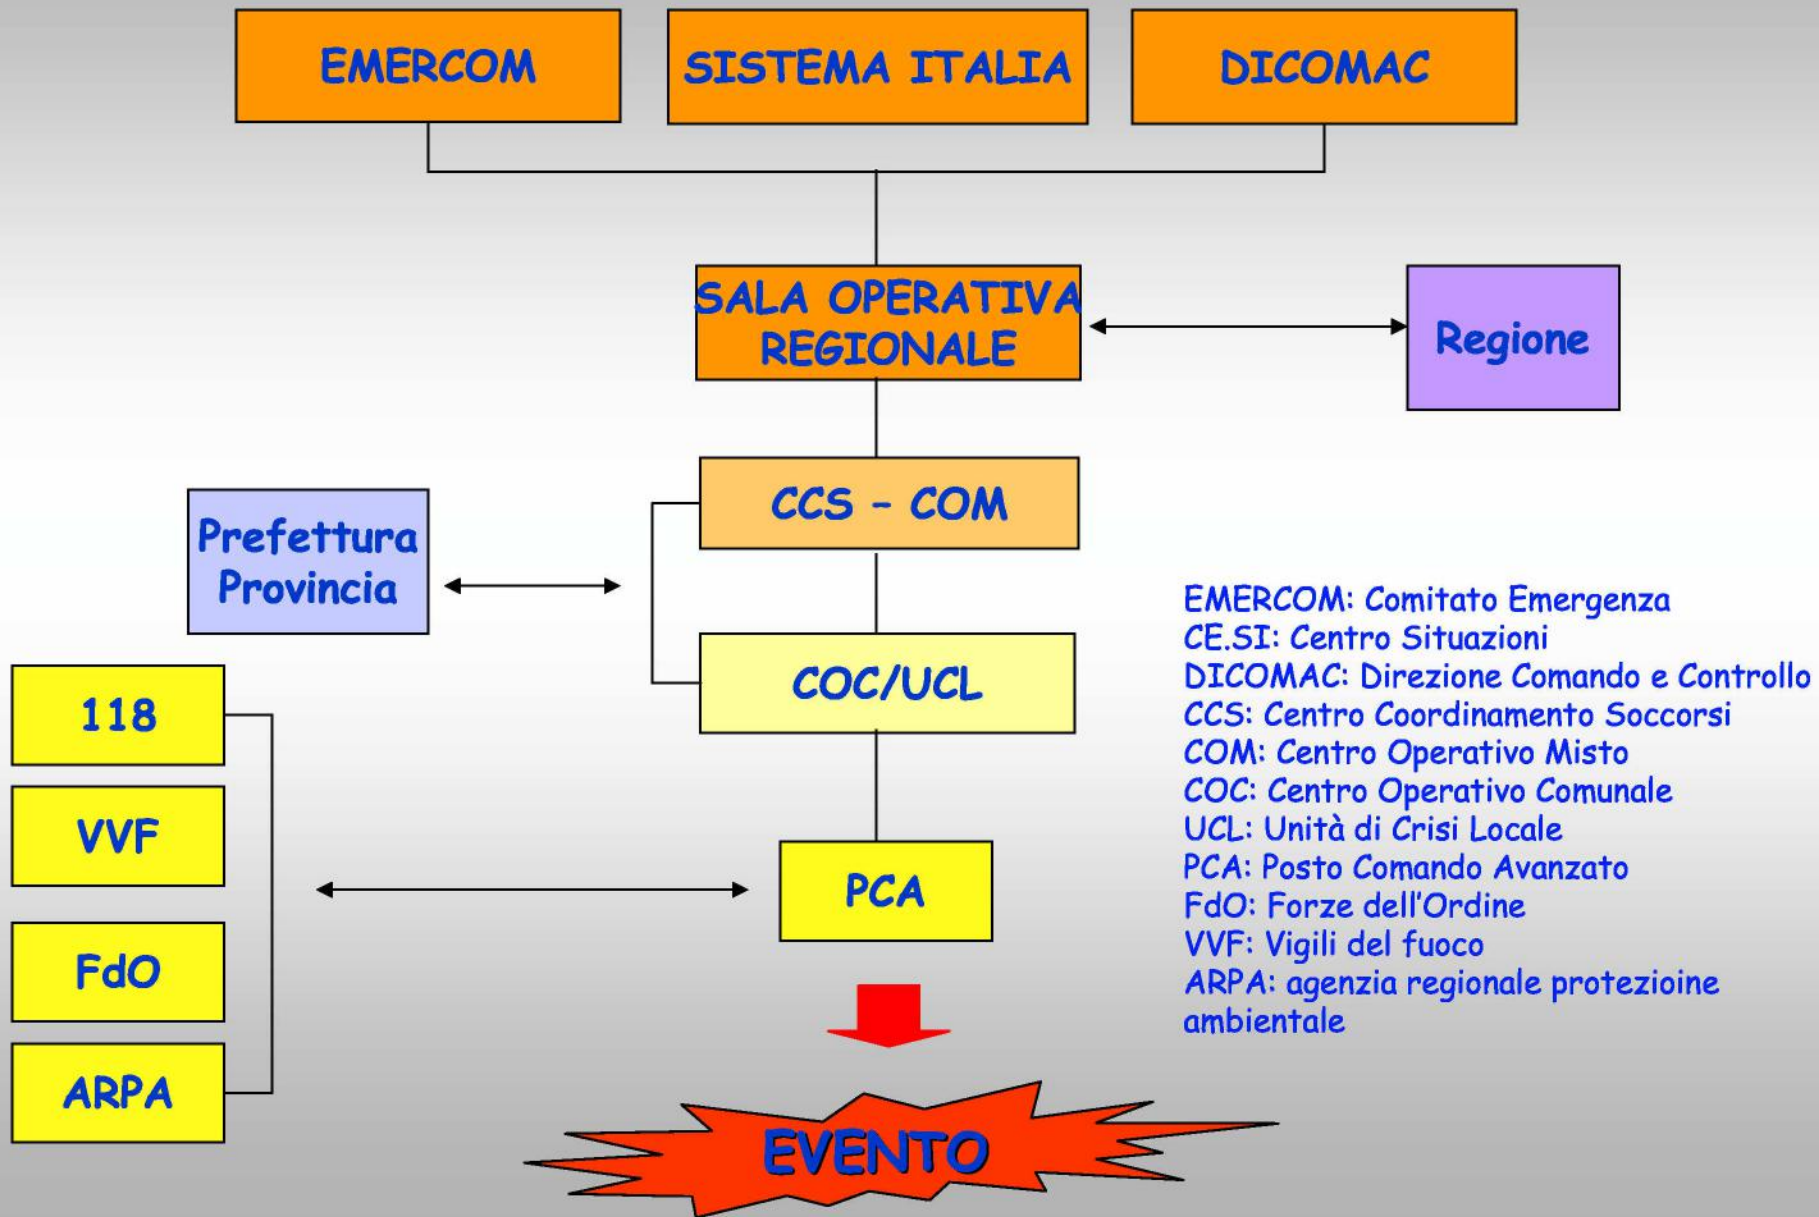 EMERCOM
SISTEMA ITALIA
DICOMAC
SALA OPERATIVA
REGIONALE
Regione
CCS – COM
Prefettura
Provincia
COC/UCL
118
VVF
FdO
ARPA
PCA
EVENTO
EMERCOM: Comitato Emergenza
CE.SI: Centro Situazioni
DICOMAC: Direzione Comando e Controllo
CCS: Centro Coordinamento Soccorsi
COM: Centro Operativo Misto
COC: Centro Operativo Comunale
UCL: Unità di Crisi Locale
PCA: Posto Comando Avanzato
FdO: Forze dell'Ordine
VVF: Vigili del fuoco
ARPA: agenzia regionale protezioine
ambientale